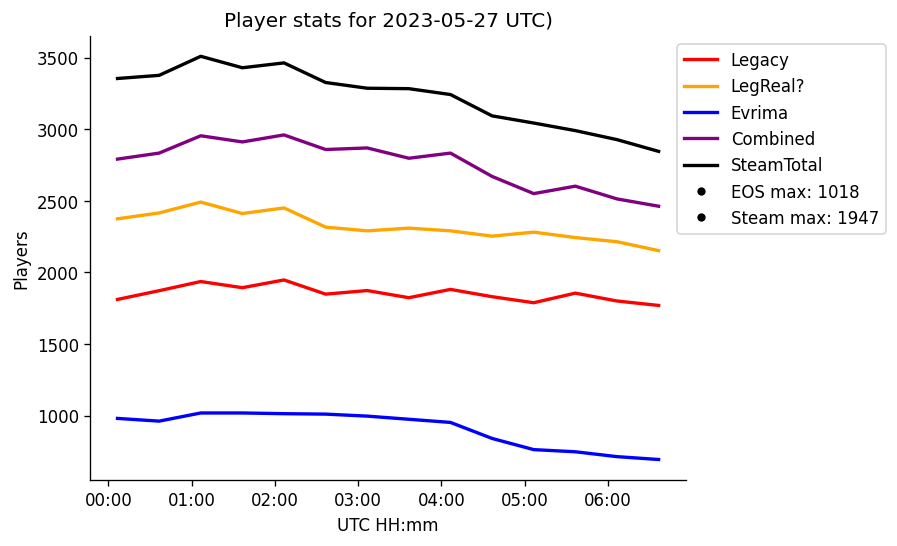 Player stats for 2023-05-27 UTC)
Players
3500
3000
2500
2000
1500
1000
00:00 01:00 02:00 03:00 04:00 05:00 06:00
UTC HH:mm
Legacy
LegReal?
Evrima
Combined
SteamTotal
EOS max: 1018
Steam max: 1947